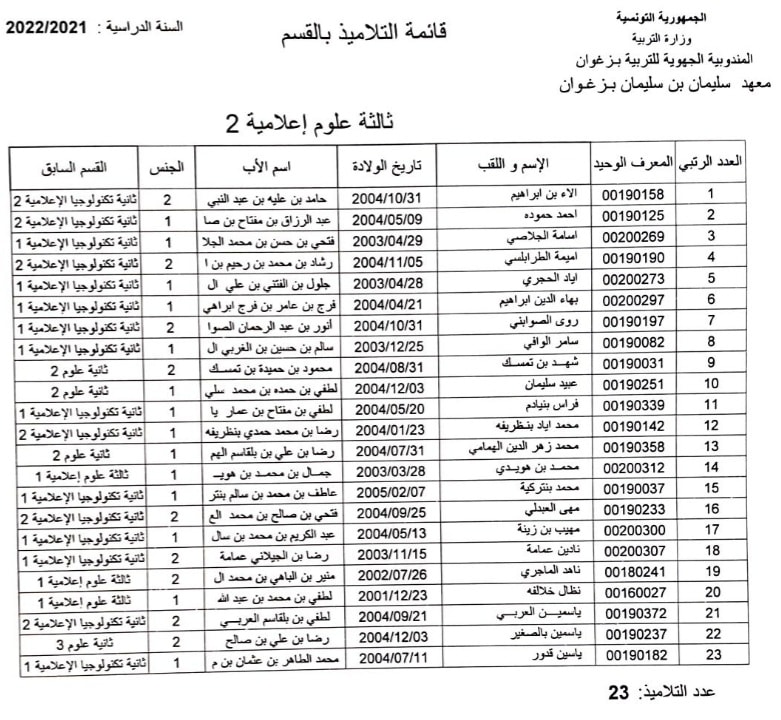 الجمهورية التونسية
وزارة التربية
المندوبية الجهوية للتربية بـزغوان
معهد سليمان بن سليمان بـزغـوان
قائمة التلاميذ بالقسم
السنة الدراسية : 2022/2021
ثالثة علوم إعلامية 2
العدد الرتبي المعرف الوحيد الإسم و اللقب تاريخ الولادة اسم الأب الجنس القسم السابق
1 00190158 الاء بن ابراهيم 2004/10/31 حامد بن عليه بن عبد النبي 2 ثانية تكنولوجيا الإعلامية 2
2 00190125 احمد حموده 2004/05/09 عبد الرزاق بن مفتاح بن صا 1 ثانية تكنولوجيا الإعلامية 2
3 00200269 اسامة الجلاصي 2003/04/29 فتحي بن حسن بن محمد الجلا 1 ثانية تكنولوجيا الإعلامية 1
4 00190190 اميمة الطرابلسي 2004/11/05 رشاد بن محمد بن رحيم بن ا 2 ثانية تكنولوجيا الإعلامية 2
5 00200273 اياد الحجري 2003/04/28 جلول بن الفتني بن علي ال 1 ثانية تكنولوجيا الإعلامية 1
6 00200297 بهاء الدين ابراهيم 2004/04/21 فرج بن عامر بن فرج ابراهي 1 ثانية تكنولوجيا الإعلامية 1
7 00190197 روى الصوابني 2004/10/31 أنور بن عبد الرحمان الصوا 2 ثانية تكنولوجيا الإعلامية 1
8 00190082 سامر الوافي 2003/12/25 سالم بن حسين بن الغربي ال 1 ثانية تكنولوجيا الإعلامية 1
9 00190031 شهـد بن تمسـك 2004/08/31 محمود بن حميدة بن تمسـك 2 ثانية علوم 2
10 00190251 عبيد سليمان 2004/12/03 لطفي بن حمده بن محمد سلي 1 ثانية علوم 2
11 00190339 فراس بنيادم 2004/05/20 لطفي بن مفتاح بن عمار يا 1 ثانية تكنولوجيا الإعلامية 1
12 00190142 محمد اياد بنظريفه 2004/01/23 رضا بن محمد حمدي بنظريفه 1 ثانية تكنولوجيا الإعلامية 2
13 00190358 محمد زهر الدين الهمامي 2004/07/31 رضا بن علي بن بلقاسم الهم 1 ثانية علوم 2
14 00200312 محمـد بن هويـدي 2003/03/28 جمـال بن محمـد بن هويـ 1 ثالثة علوم إعلامية 1
15 00190037 محمد بنتركية 2005/02/07 عاطف بن محمد بن سالم بنتر 1 ثانية تكنولوجيا الإعلامية 1
16 00190233 مهى العبدلي 2004/09/25 فتحي بن صالح بن محمد الع 2 ثانية تكنولوجيا الإعلامية 2
17 00200300 مهيب بن زينة 2004/05/13 عبد الكريم بن محمد بن سال 1 ثانية تكنولوجيا الإعلامية 1
18 00200307 نادين عمامة 2003/11/15 رضا بن الجيلاني عمامة 2 ثانية تكنولوجيا الإعلامية 1
19 00180241 ناهد الماجري 2002/07/26 منير بن الباهي بن محمد ال 2 ثالثة علوم إعلامية 1
20 00160027 نظال خلالفه 2001/12/23 لطفي بن محمد بن عبد الله 1 ثالثة علوم إعلامية 1
21 00190372 ياسميـن العربـي 2004/09/21 لطفي بن بلقاسم العربـي 2 ثانية تكنولوجيا الإعلامية 2
22 00190237 ياسمين بالصغير 2004/12/03 رضا بن علي بن صالح 2 ثانية علوم 3
23 00190182 ياسين قدور 2004/07/11 محمد الطاهر بن عثمان بن م 1 ثانية تكنولوجيا الإعلامية 1
عدد التلاميذ: 23